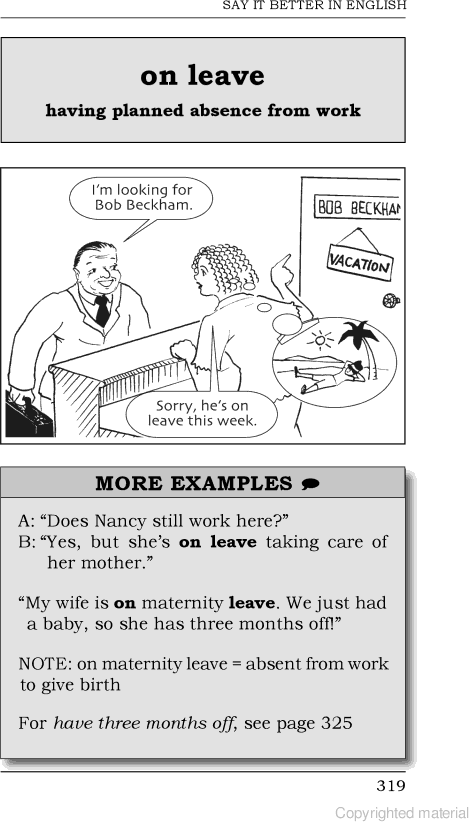 SAY IT BETTER IN ENGLISH
on leave
having planned absence from work
I'm looking for
Bob Beckham.
BOB BECKHAM
VACATION
Sorry, he's on
leave this week.
MORE EXAMPLES
A: “Does Nancy still work here?”
B: “Yes, but she's on leave taking care of
her mother.”
“My wife is on maternity leave. We just had
a baby, so she has three months off!”
NOTE: on maternity leave = absent from work
to give birth
For have three months off, see page 325
319
Copyrighted material